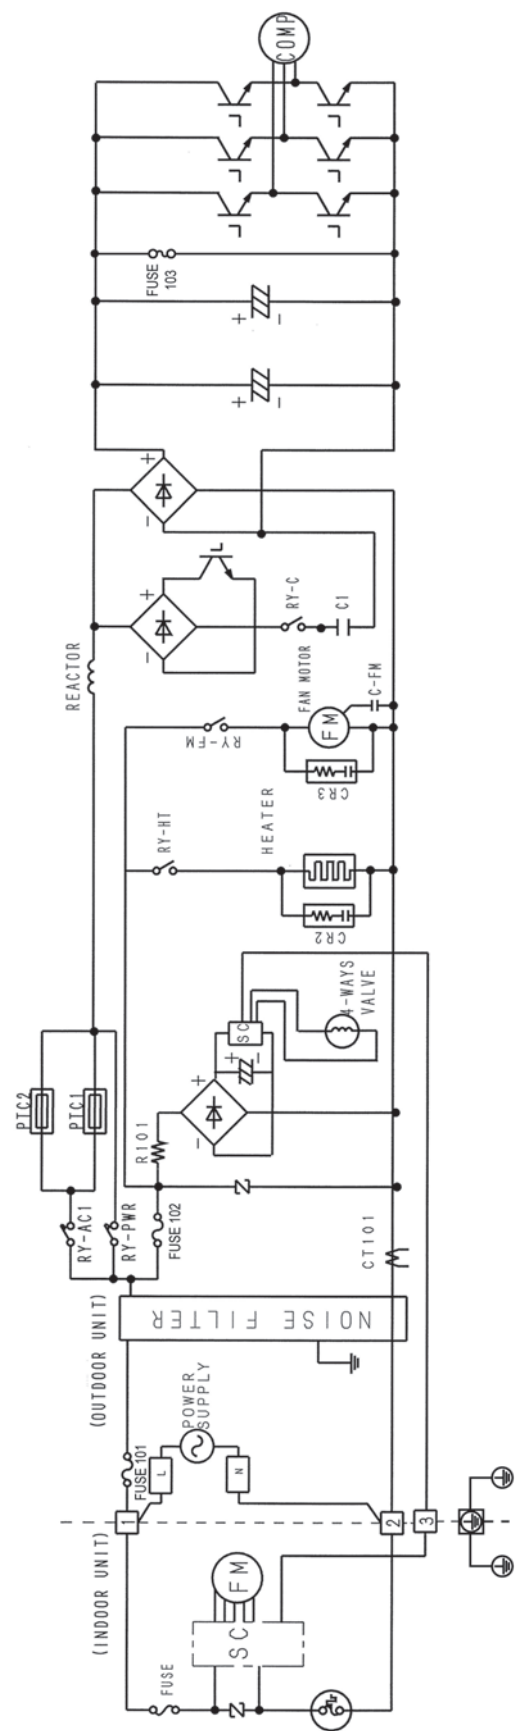 COMP
FUSE
103
+
-
+
-
+
-
+
-
L
REACTOR
RY-C
C1
FAN MOTOR
FM
C-FM
RY-FM
CR3
RY-HT
HEATER
CR2
PTC2
PTC1
SC
4-WAYS
VALVE
+
-
+
-
R101
RY-AC1
RY-PWR
FUSE 102
CT101
(OUTDOOR UNIT)
NOISE FILTER
FUSE 101
L
POWER
SUPPLY
N
1
2
3
(INDOOR UNIT)
FM
SC
FUSE